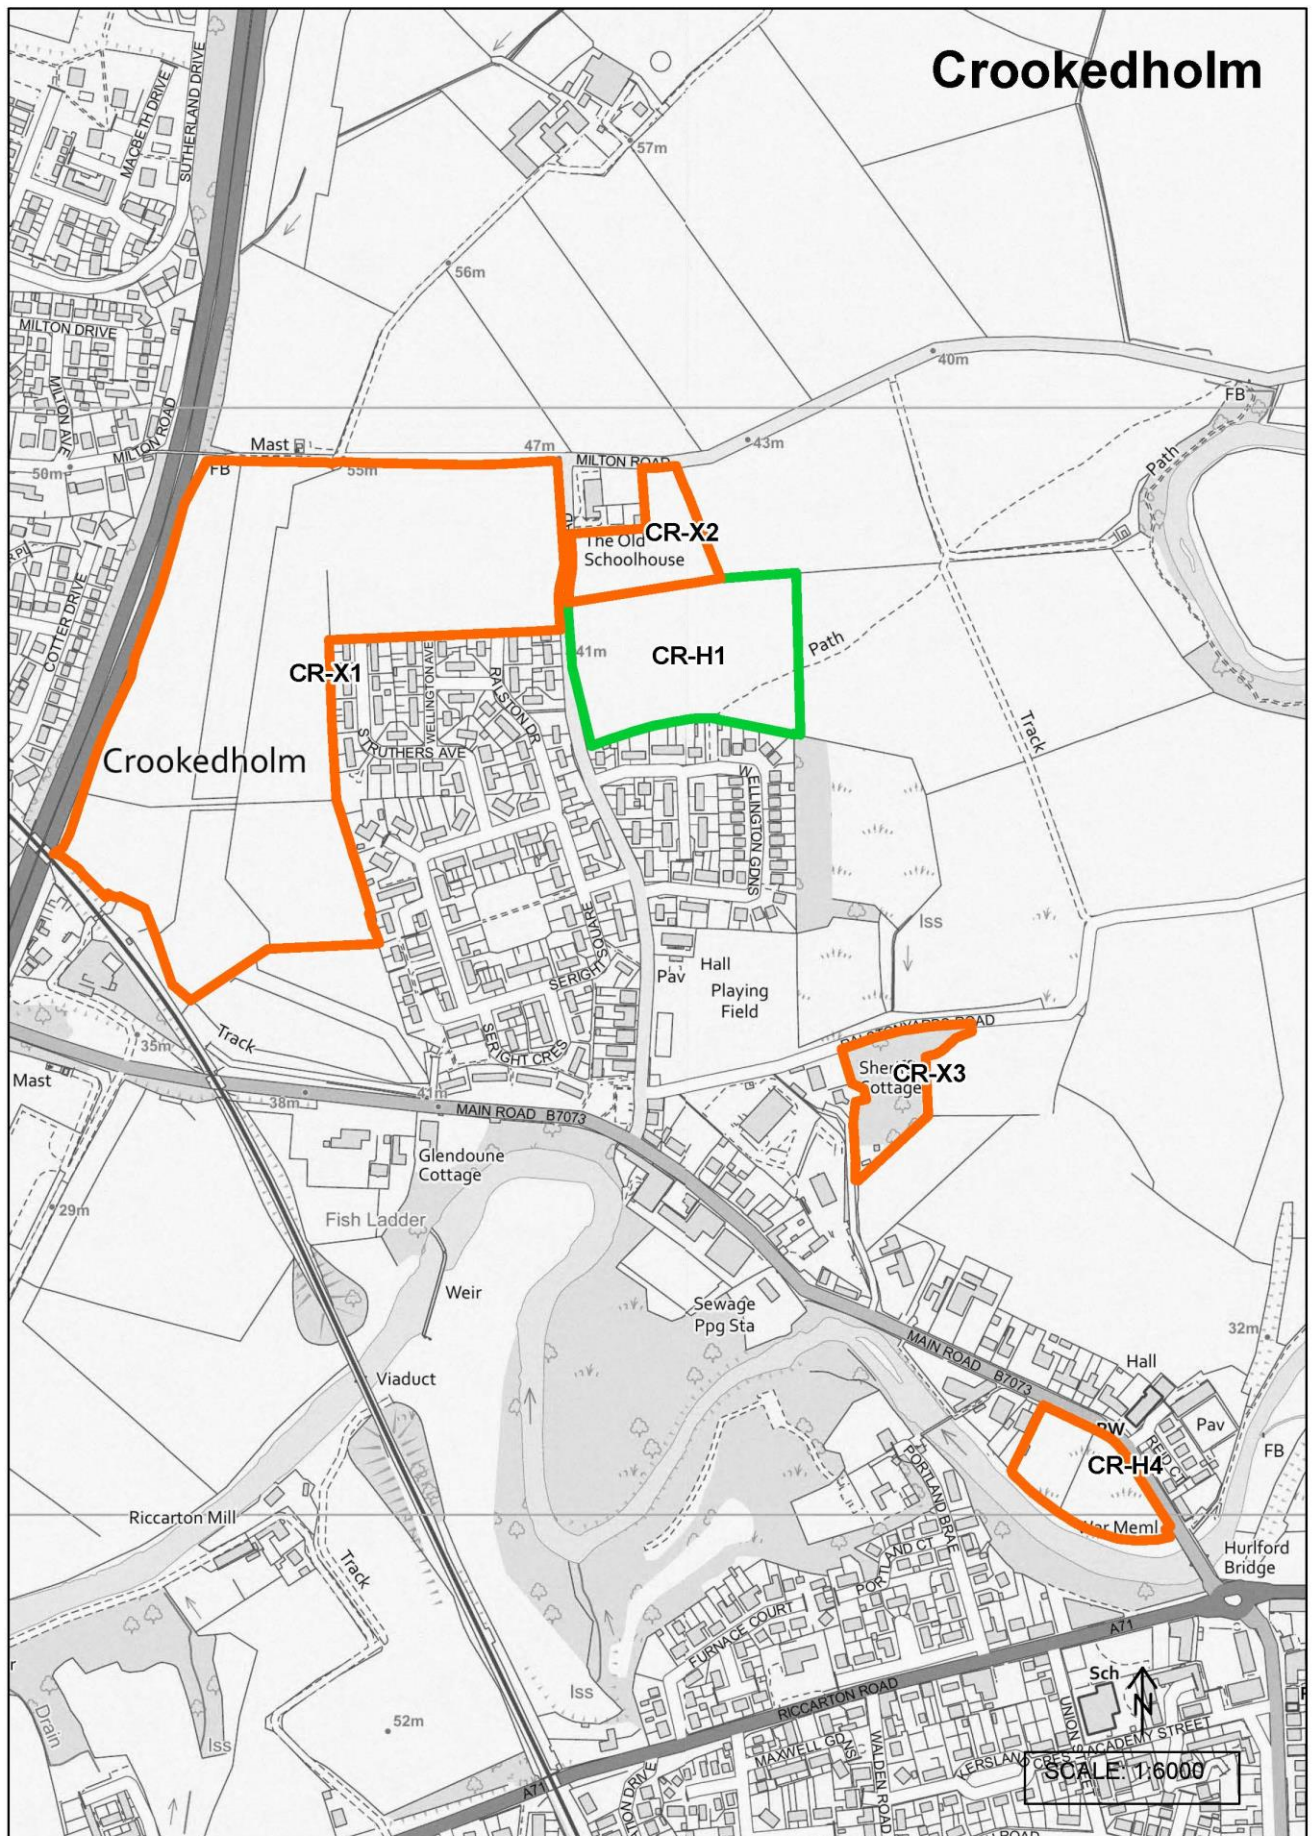 Crookedholm
SUTHERLAND DRIVE
MACBETH DRIVE
57m
56m
MILTON DRIVE
MILTON AVE
MILTON ROAD
40m
FB
43m
47m
Mast
MILTON ROAD
50m
FB
55m
Path
CR-X2
The Old
Schoolhouse
COTTER DRIVE
41m
CR-H1
Path
CR-X1
WELLINGTON AVE
RALSTON DR
Track
STRUTHERS AVE
Crookedholm
WELLINGTON GDNS
Iss
SERIGHT SQUARE
Pav
Hall
Playing
Field
SERIGHT CRES
Track
35m
Mast
38m
41m
MAIN ROAD B7073
CR-X3
Cottage
Glendoune
Cottage
29m
Fish Ladder
Weir
Sewage
Ppg Sta
32m
MAIN ROAD B7073
Hall
Viaduct
PW
Pav
REID CT
CR-H4
FB
PORTLAND BRAE
Riccarton Mill
War Meml
Hurlford
Bridge
Track
PORTLAND CT
FURNACE COURT
A71
Sch
N
Iss
RICCARTON ROAD
Drain
52m
Iss
UNION
ACADEMY STREET
MAXWELL GDNS
WALDEN ROAD
SCALE: 1:6000
A71